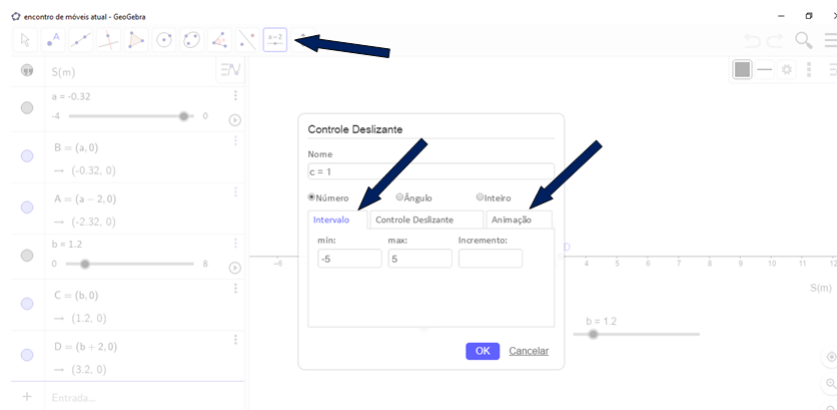 encontro de móveis atual - GeoGebra
a=2
S(m)
a = -0.32
-4 0
B = (a, 0)
→ (-0.32, 0)
A = (a − 2, 0)
→ (-2.32, 0)
b = 1.2
0 8
C = (b, 0)
→ (1.2, 0)
D = (b + 2, 0)
→ (3.2, 0)
Entrada...
Controle Deslizante
Nome
c = 1
Número Ângulo Inteiro
Intervalo Controle Deslizante Animação
min: max: Incremento:
-5 5
OK Cancelar
-6 4 5 6 7 8 9 10 11 12
S(m)
b = 1.2